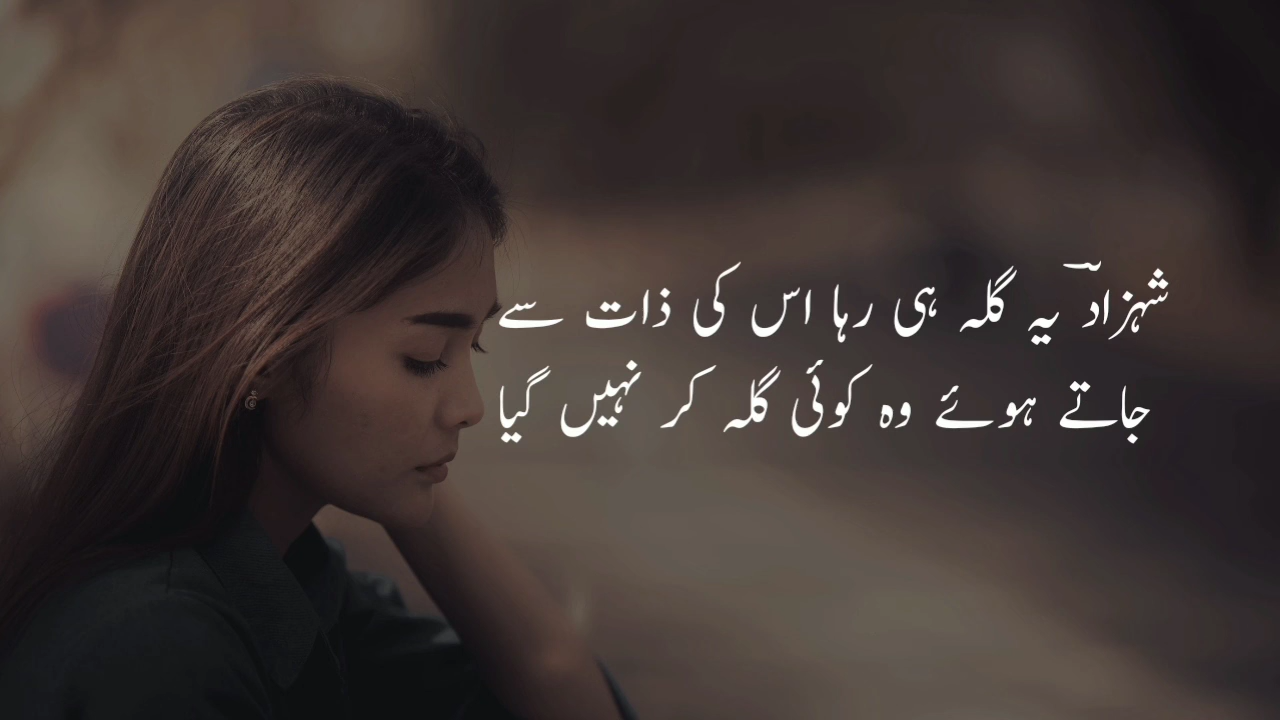 شہزادؔ یہ گلہ ہی رہا اس کی ذات سے
جاتے ہوئے وہ کوئی گلہ کر نہیں گیا